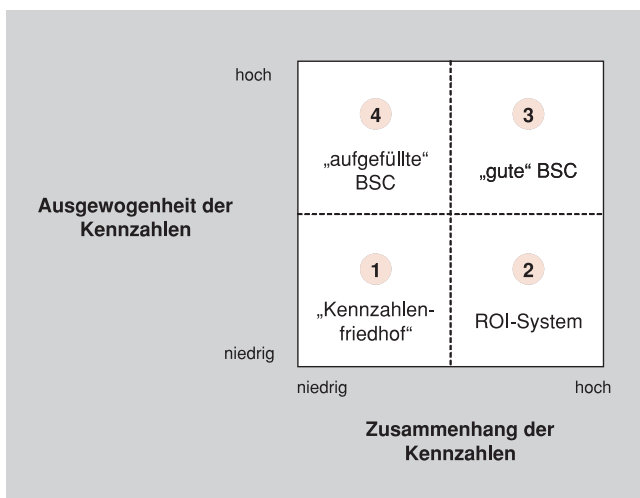 hoch
4
„aufgefüllte“
BSC
3
„gute“ BSC
Ausgewogenheit der
Kennzahlen
1
„Kennzahlen-
friedhof“
2
ROI-System
niedrig
niedrig
hoch
Zusammenhang der
Kennzahlen